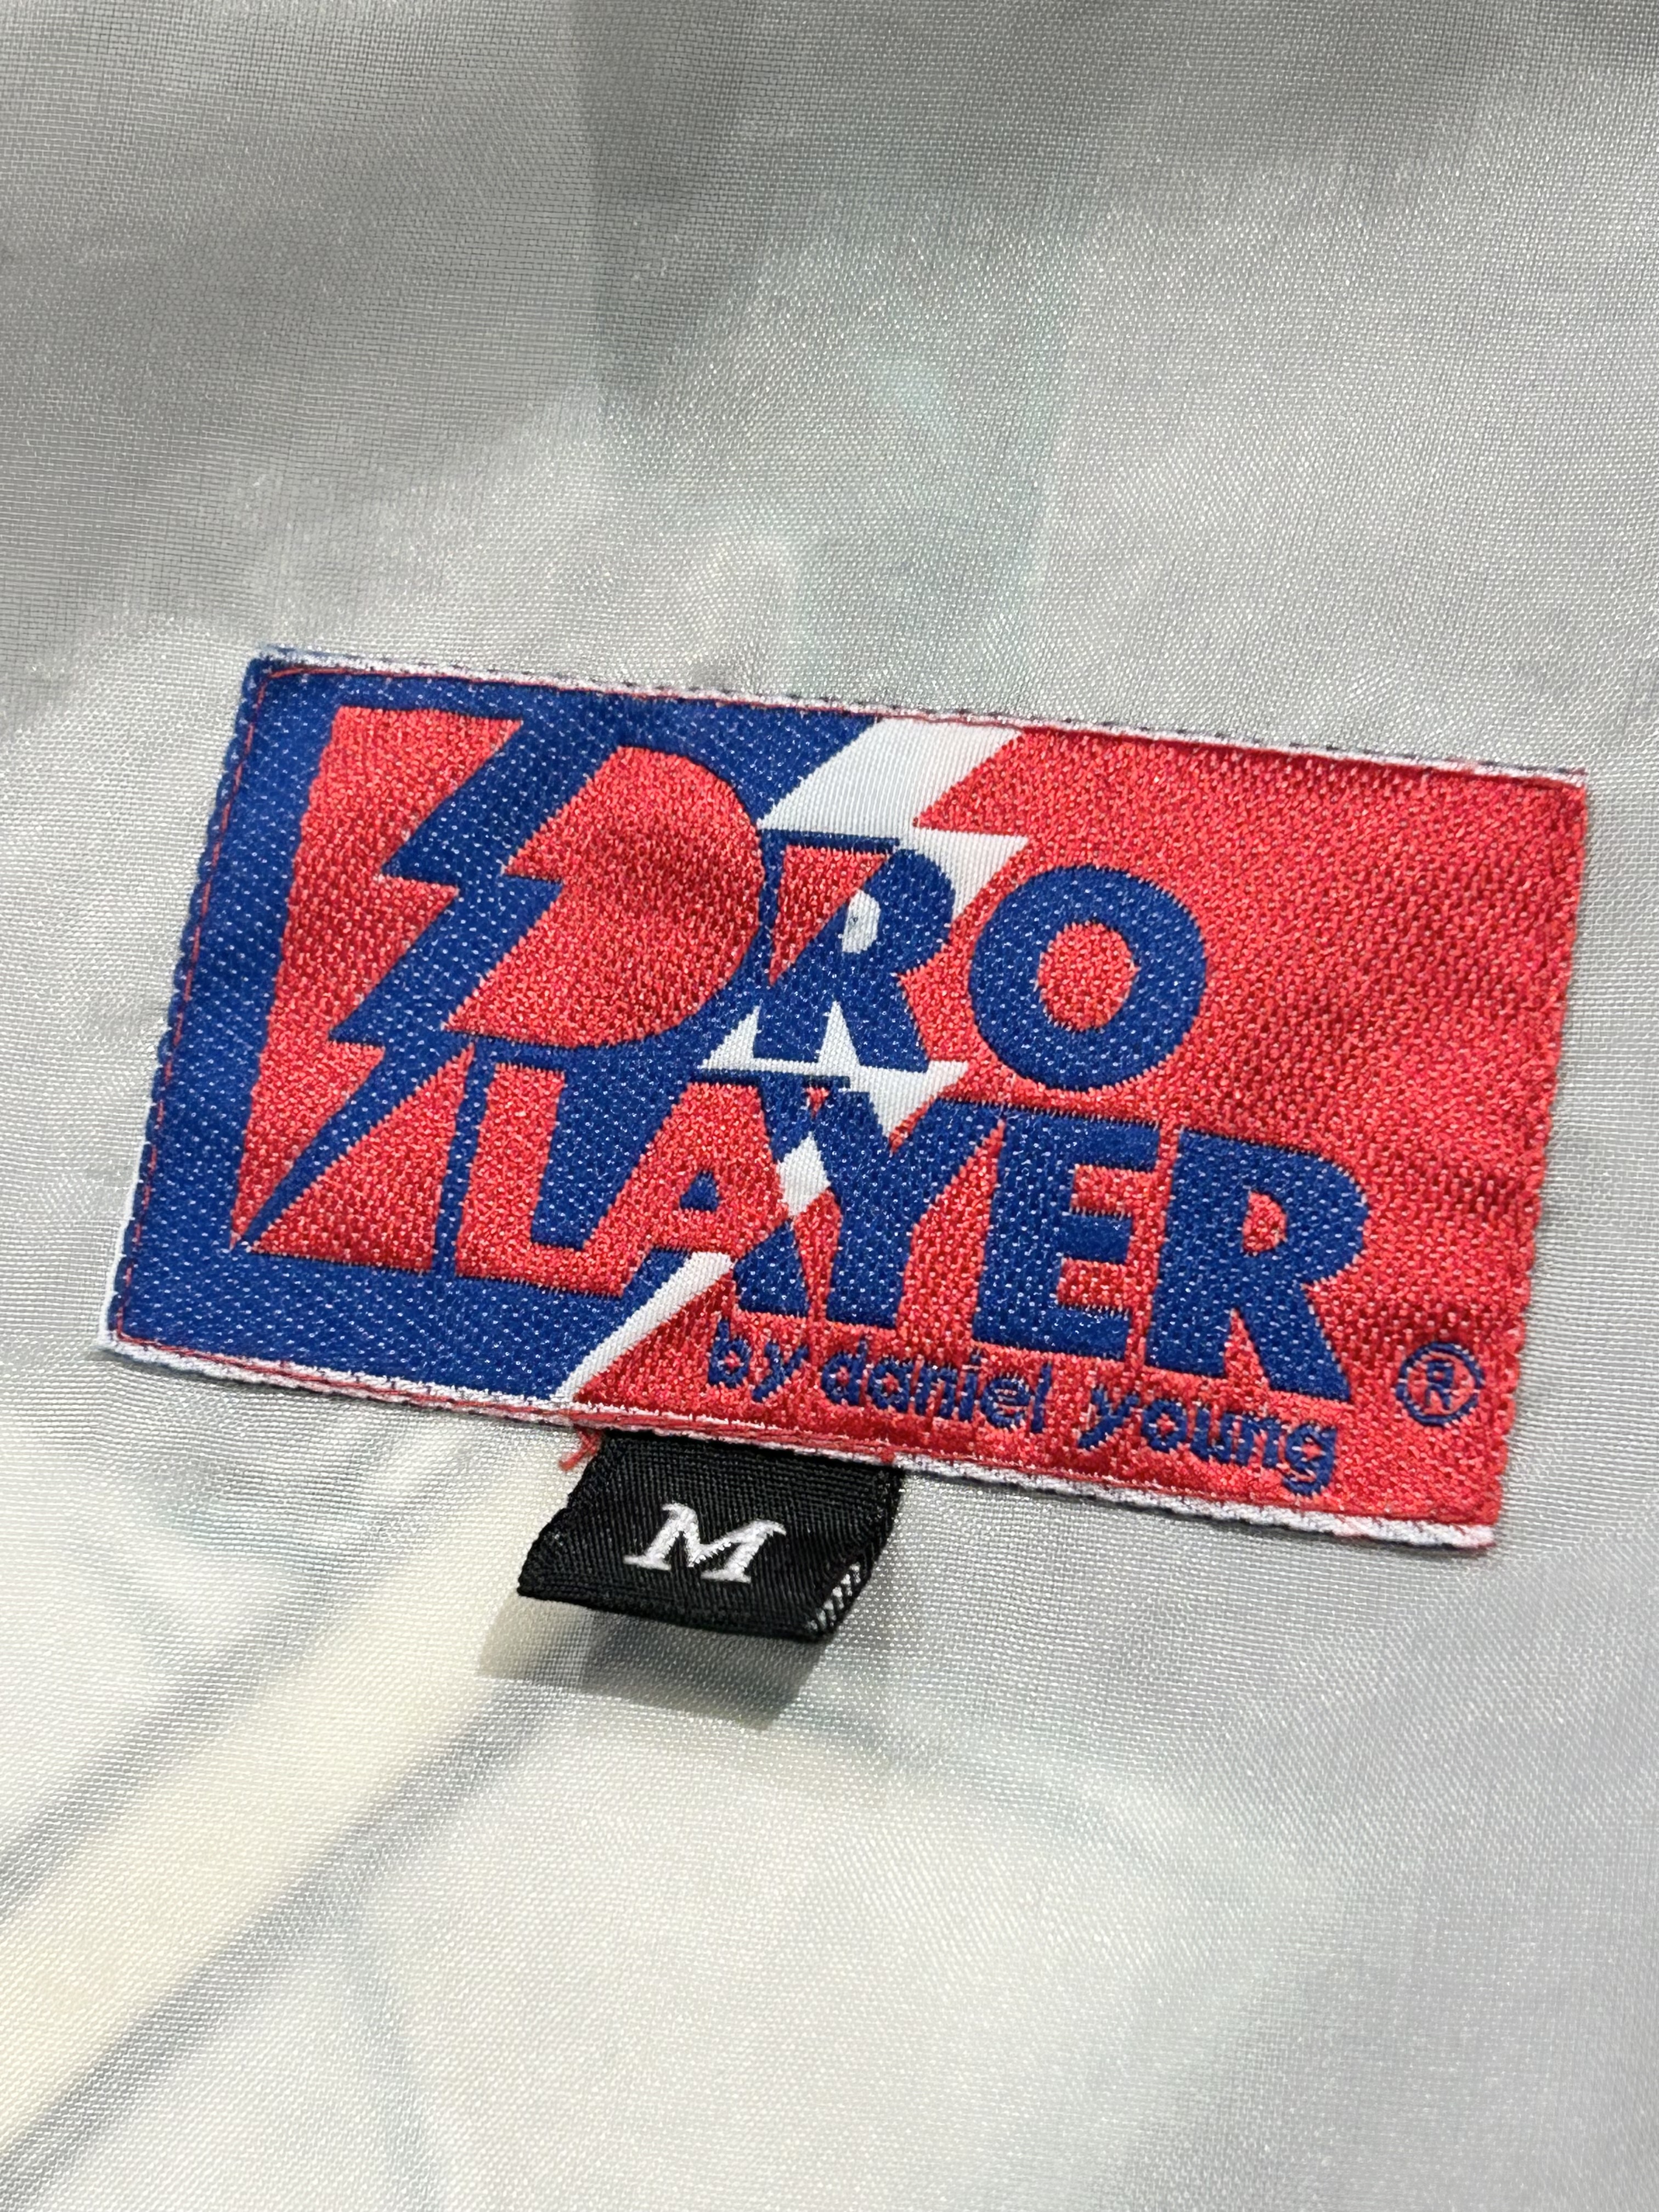 PRO
PLAYER®
by daniel young
M